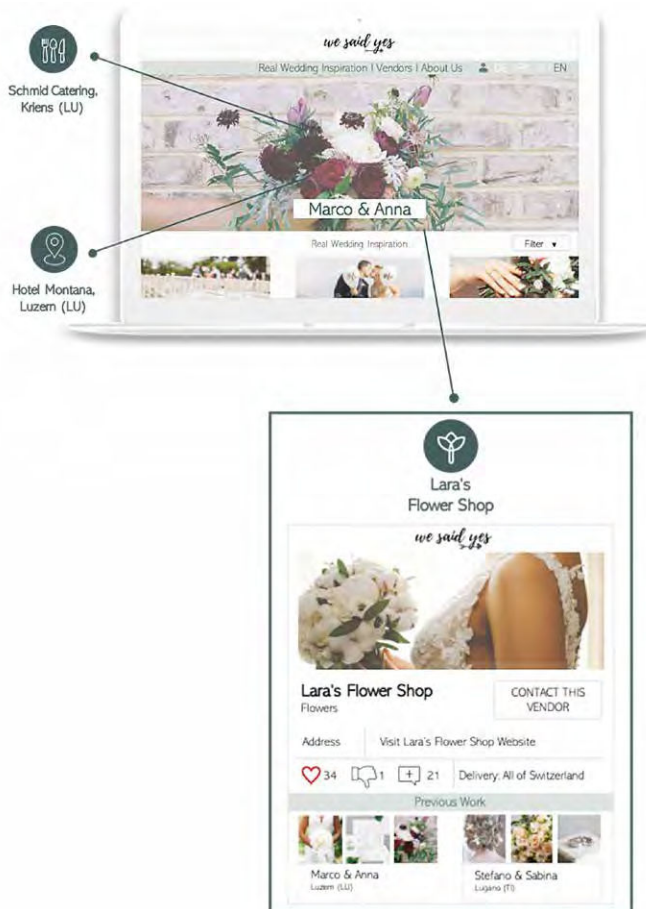 we said yes
Real Wedding Inspiration | Vendors | About Us
EN
Schmid Catering,
Kriens (LU)
Marco & Anna
Real Wedding Inspiration
Filter
Hotel Montana,
Luzern (LU)
Lara's
Flower Shop
we said yes
Lara's Flower Shop
Flowers
CONTACT THIS
VENDOR
Address
Visit Lara's Flower Shop Website
34
1
21
Delivery: All of Switzerland
Previous Work
Marco & Anna
Luzern (LU)
Stefano & Sabina
Lugano (TI)